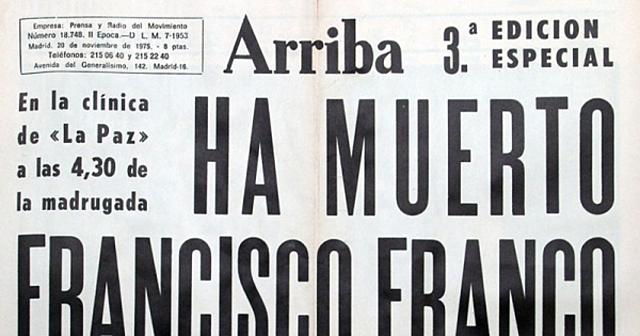 Empresa: Prensa y Radio del Movimiento
Número 18.748. II Epoca.—D L, M. 7-1953
Madrid. 20 de noviembre de 1975. - 8 ptas.
Teléfonos: 215 06 40 y 215 22 40
Avenida del Generalísimo, 142. Madrid-16.
Arriba
3.ª EDICION
ESPECIAL
En la clínica
de «La Paz»
a las 4,30 de
la madrugada
HA MUERTO
FRANCISCO FRANCO